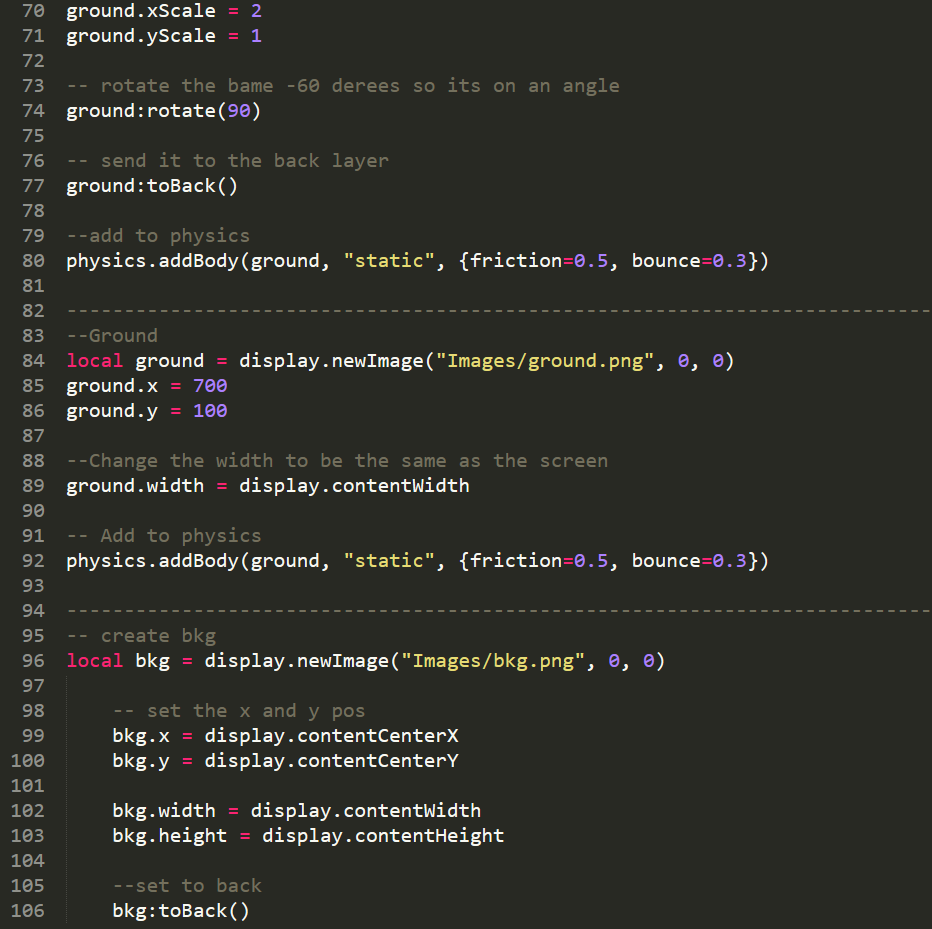 70 ground.xScale = 2
71 ground.yScale = 1
72
73 -- rotate the bame -60 derees so its on an angle
74 ground:rotate(90)
75
76 -- send it to the back layer
77 ground:toBack()
78
79 --add to physics
80 physics.addBody(ground, "static", {friction=0.5, bounce=0.3})
81
82 ---------------------------------------------------------------------------
83 --Ground
84 local ground = display.newImage("Images/ground.png", 0, 0)
85 ground.x = 700
86 ground.y = 100
87
88 --Change the width to be the same as the screen
89 ground.width = display.contentWidth
90
91 -- Add to physics
92 physics.addBody(ground, "static", {friction=0.5, bounce=0.3})
93
94 ---------------------------------------------------------------------------
95 -- create bkg
96 local bkg = display.newImage("Images/bkg.png", 0, 0)
97
98     -- set the x and y pos
99     bkg.x = display.contentCenterX
100     bkg.y = display.contentCenterY
101
102     bkg.width = display.contentWidth
103     bkg.height = display.contentHeight
104
105     --set to back
106     bkg:toBack()